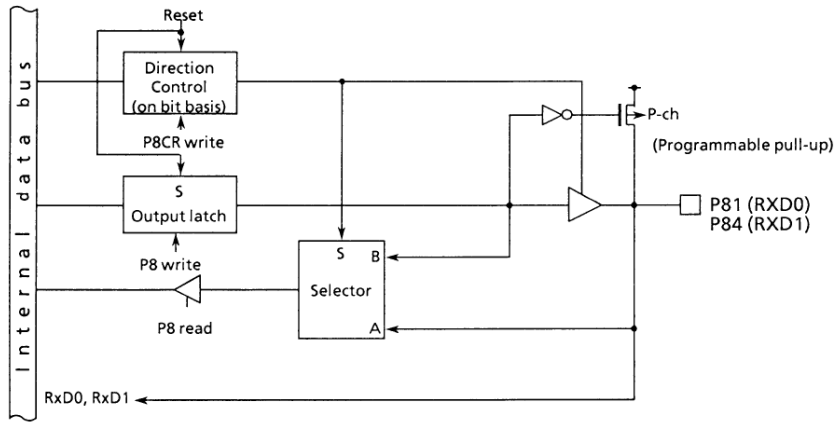 Reset
Internal data bus
Direction
Control
(on bit basis)
P8CR write
P-ch
(Programmable pull-up)
S
Output latch
P8 write
P81 (RXD0)
P84 (RXD1)
S
B
Selector
A
P8 read
RxD0, RxD1